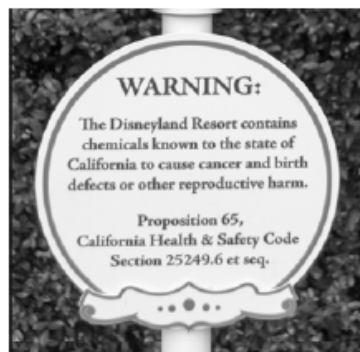 WARNING:
The Disneyland Resort contains
chemicals known to the state of
California to cause cancer and birth
defects or other reproductive harm.
Proposition 65,
California Health & Safety Code
Section 25249.6 et seq.